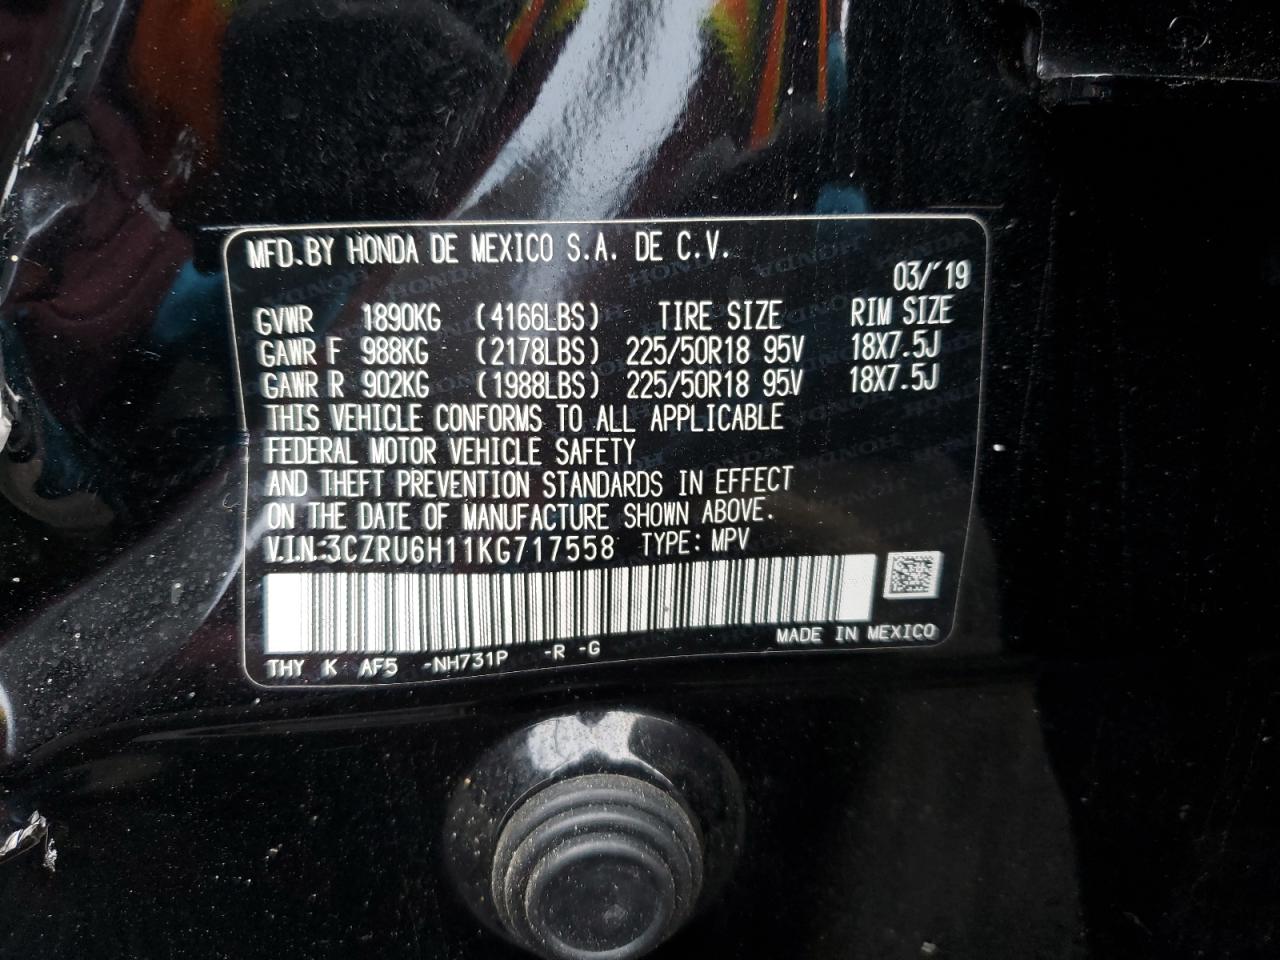 MFD. BY HONDA DE MEXICO S.A. DE C.V.
03/'19
GVWR 1890KG (4166LBS) TIRE SIZE RIM SIZE
GAWR F 988KG (2178LBS) 225/50R18 95V 18X7.5J
GAWR R 902KG (1988LBS) 225/50R18 95V 18X7.5J
THIS VEHICLE CONFORMS TO ALL APPLICABLE
FEDERAL MOTOR VEHICLE SAFETY
AND THEFT PREVENTION STANDARDS IN EFFECT
ON THE DATE OF MANUFACTURE SHOWN ABOVE.
V.I.N.:3CZRU6H11KG717558 TYPE: MPV
MADE IN MEXICO
THY K AF5 -NH731P -R -G